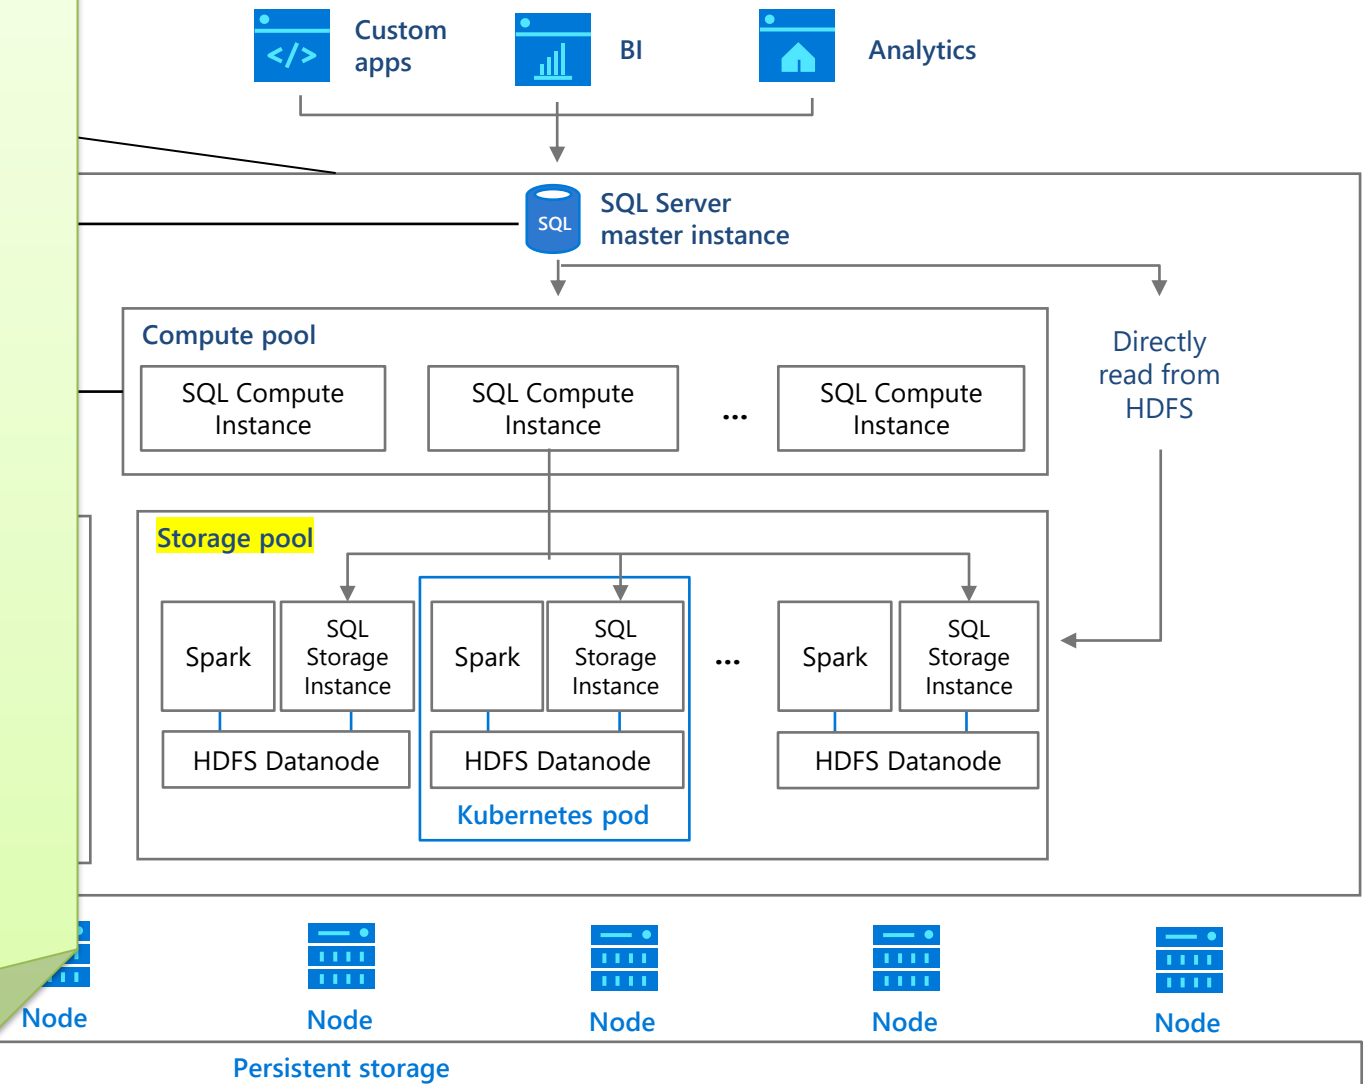 Custom
apps
BI
Analytics
</>
SQL
SQL Server
master instance
Compute pool
SQL Compute
Instance
SQL Compute
Instance
...
SQL Compute
Instance
Directly
read from
HDFS
Storage pool
Spark
SQL
Storage
Instance
HDFS Datanode
Spark
SQL
Storage
Instance
HDFS Datanode
Kubernetes pod
...
Spark
SQL
Storage
Instance
HDFS Datanode
Node
Node
Node
Node
Node
Persistent storage